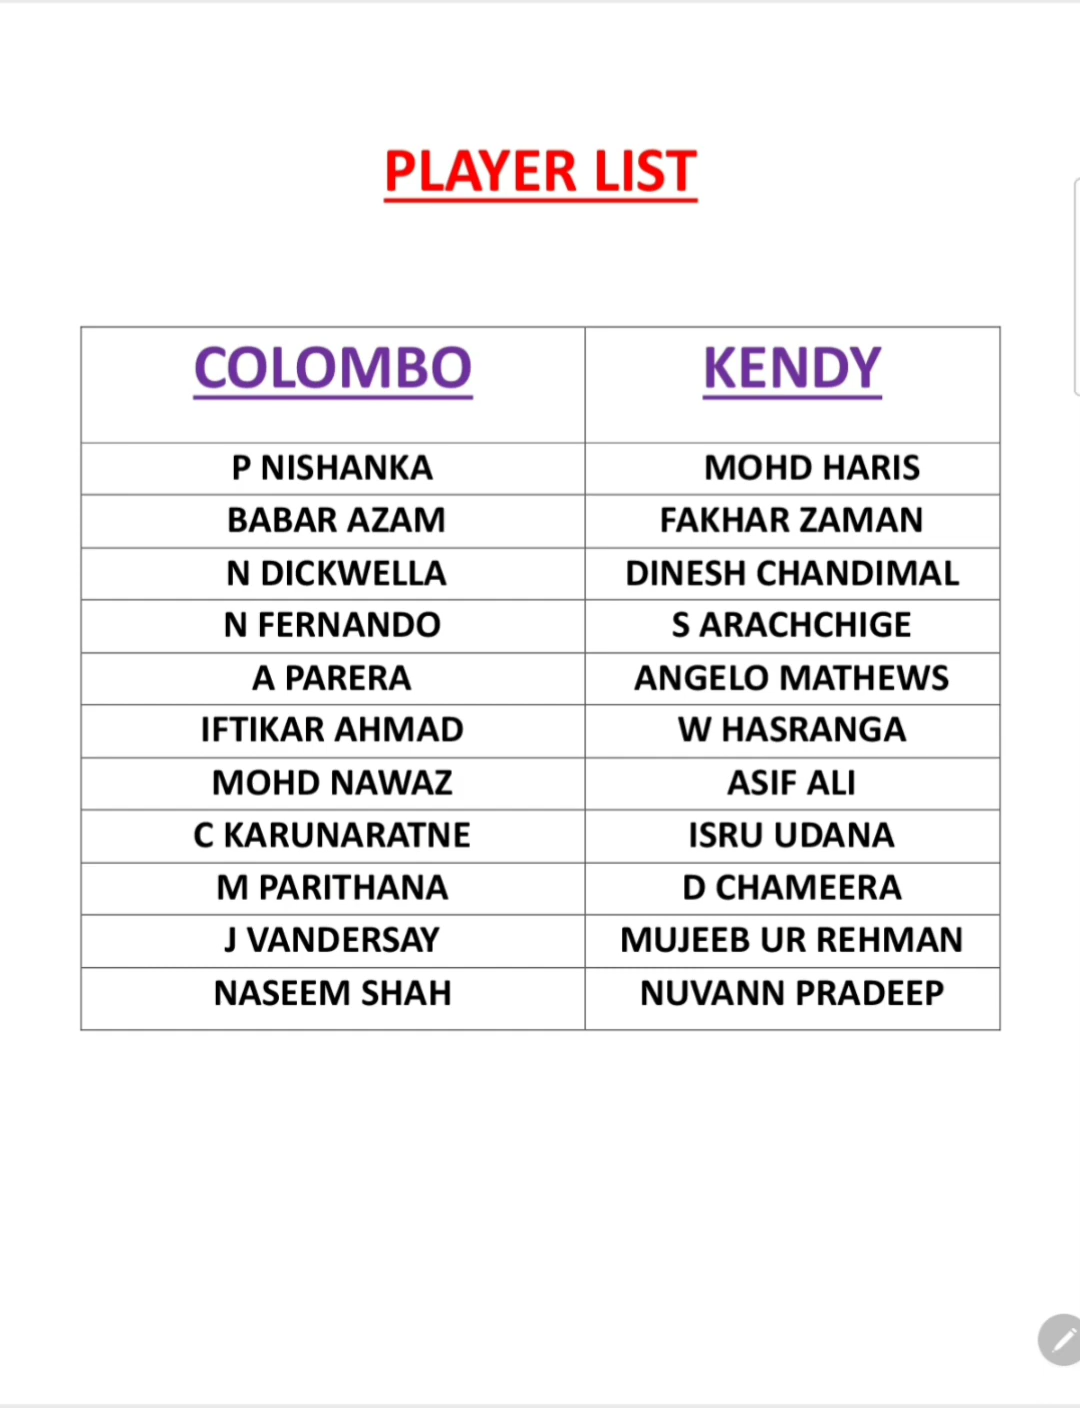 PLAYER LIST
COLOMBO KENDY
P NISHANKA MOHD HARIS
BABAR AZAM FAKHAR ZAMAN
N DICKWELLA DINESH CHANDIMAL
N FERNANDO S ARACHCHIGE
A PARERA ANGELO MATHEWS
IFTIKAR AHMAD W HASRANGA
MOHD NAWAZ ASIF ALI
C KARUNARATNE ISRU UDANA
M PARITHANA D CHAMEERA
J VANDERSAY MUJEEB UR REHMAN
NASEEM SHAH NUVANN PRADEEP